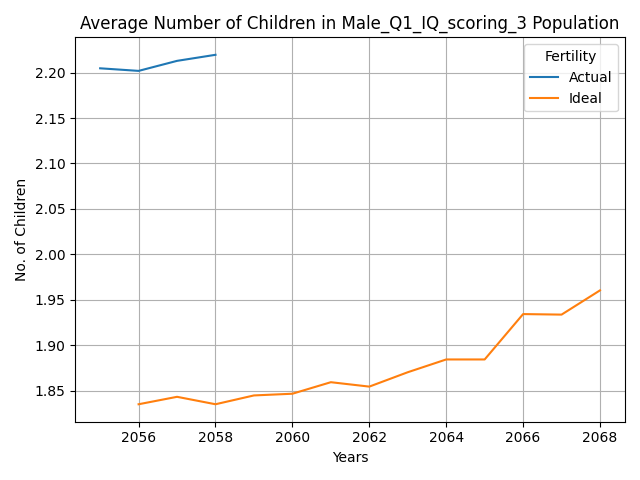 Average Number of Children in Male_Q1_IQ_scoring_3 Population
Fertility
Actual
Ideal
No. of Children
2.20
2.15
2.10
2.05
2.00
1.95
1.90
1.85
2056 2058 2060 2062 2064 2066 2068
Years